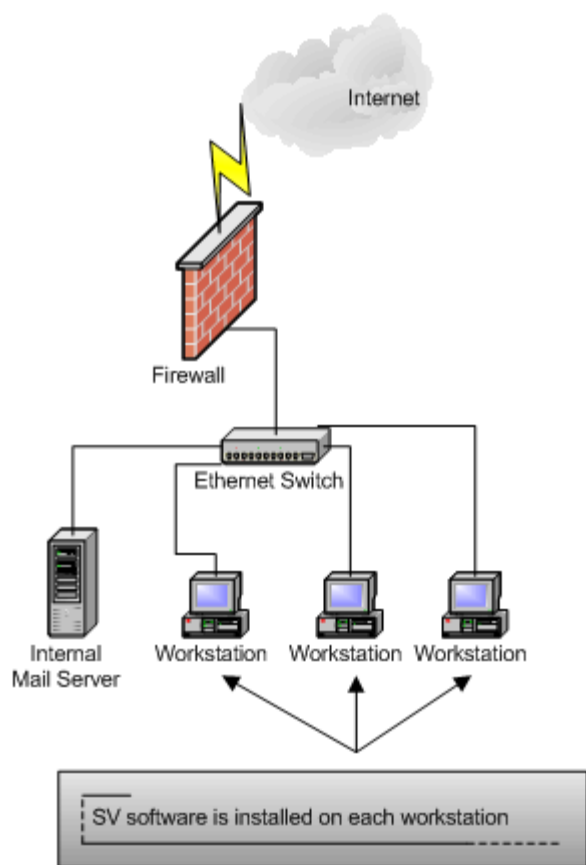 Internet
Firewall
Ethernet Switch
Internal
Mail Server
Workstation
Workstation
Workstation
SV software is installed on each workstation